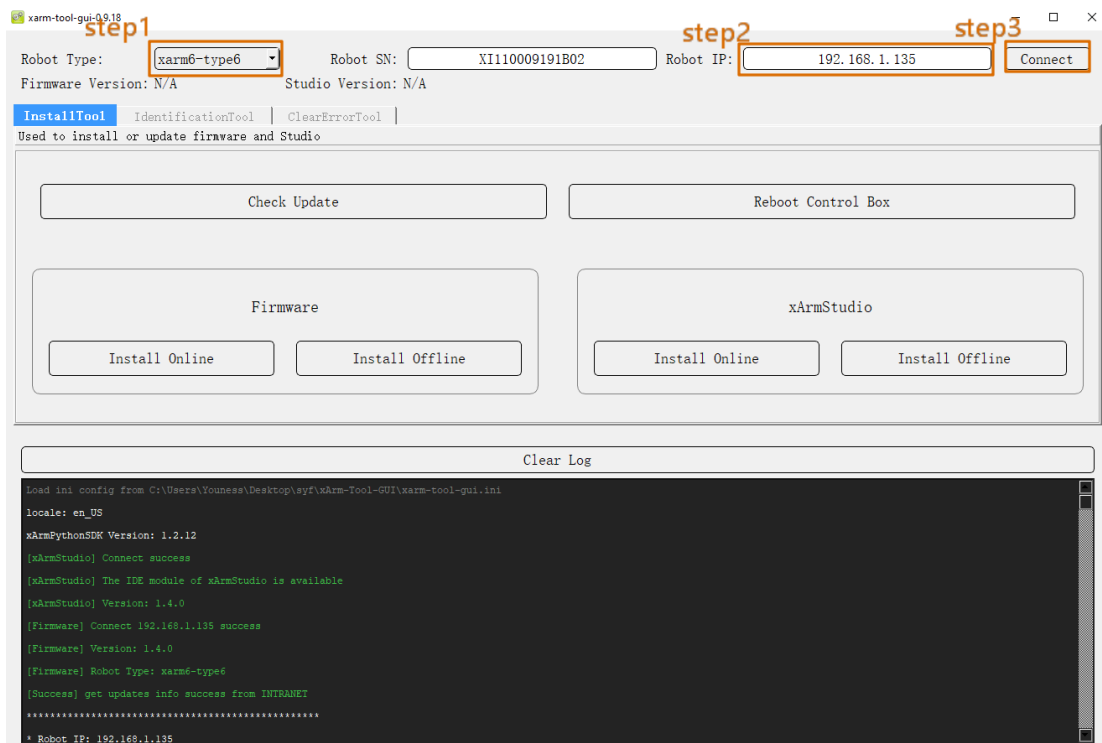 xarm-tool-gui-0.9.18
step1 step2 step3
Robot Type: xarm6-type6 Robot SN: XI110009191B02 Robot IP: 192.168.1.135 Connect
Firmware Version: N/A Studio Version: N/A
InstallTool IdentificationTool ClearErrorTool
Used to install or update firmware and Studio
Check Update Reboot Control Box
Firmware xArmStudio
Install Online Install Offline Install Online Install Offline
Clear Log
Load ini config from C:\Users\Youness\Desktop\syf\xArm-Tool-GUI\xarm-tool-gui.ini
locale: en_US
xArmPythonSDK Version: 1.2.12
[xArmStudio] Connect success
[xArmStudio] The IDE module of xArmStudio is available
[xArmStudio] Version: 1.4.0
[Firmware] Connect 192.168.1.135 success
[Firmware] Version: 1.4.0
[Firmware] Robot Type: xarm6-type6
[Success] get updates info success from INTRANET
**************************************************
* Robot IP: 192.168.1.135